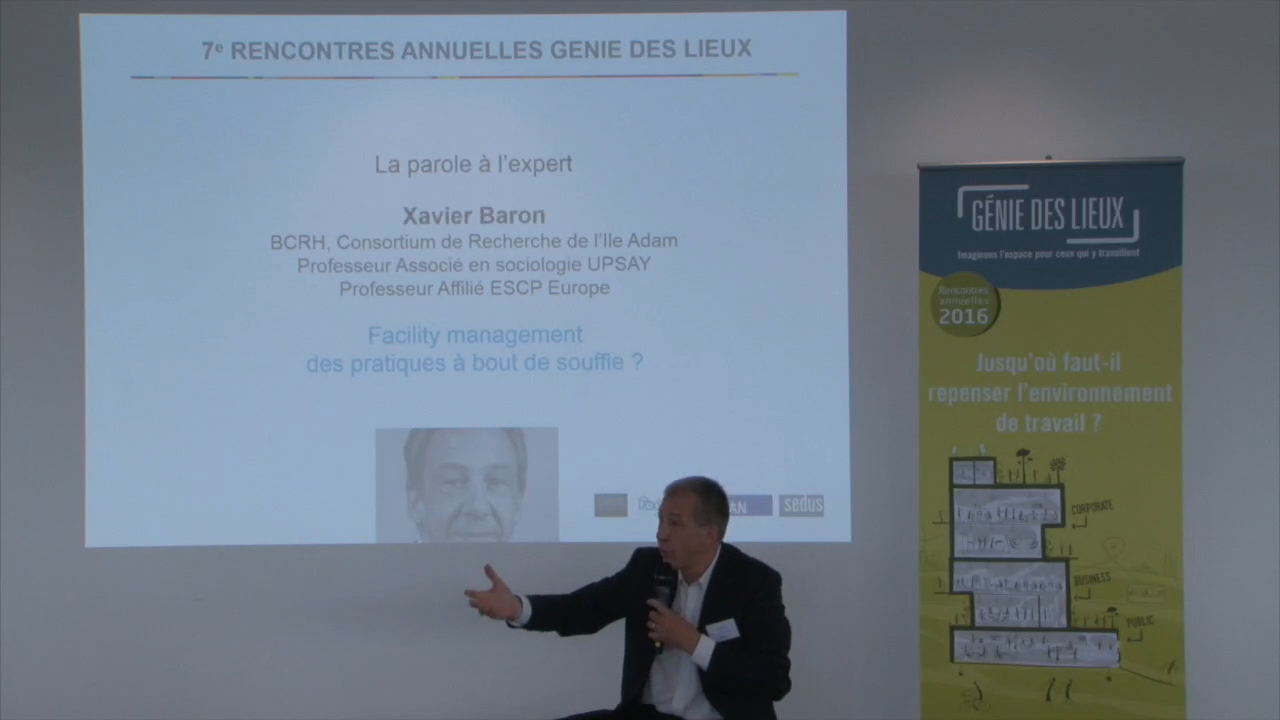 7e RENCONTRES ANNUELLES GENIE DES LIEUX
La parole à l'expert
Xavier Baron
BCRH, Consortium de Recherche de l'Ile Adam
Professeur Associé en sociologie UPSAY
Professeur Affilié ESCP Europe
Facility management
des pratiques à bout de souffle ?
sedus
GÉNIE DES LIEUX
Imaginons l'espace pour ceux qui y travaillent
Rencontres
annuelles
2016
Jusqu'où faut-il
repenser l'environnement
de travail ?
CORPORATE
BUSINESS
PUBLIC